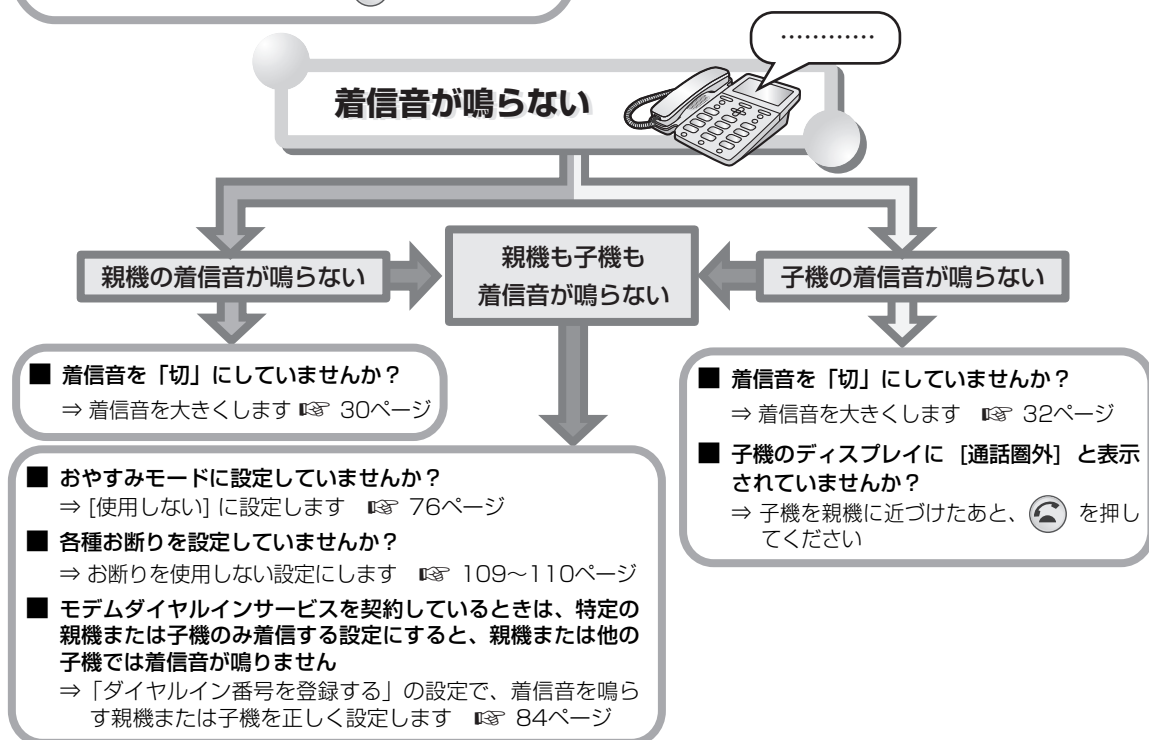 …………
着信音が鳴らない
親機の着信音が鳴らない
親機も子機も
着信音が鳴らない
子機の着信音が鳴らない
■ 着信音を「切」にしていませんか？
⇒ 着信音を大きくします ☞ 30ページ
■ おやすみモードに設定していませんか？
⇒ [使用しない] に設定します ☞ 76ページ
■ 各種お断りを設定していませんか？
⇒ お断りを使用しない設定にします ☞ 109～110ページ
■ モデムダイヤルインサービスを契約しているときは、特定の
親機または子機のみ着信する設定にすると、親機または他の
子機では着信音が鳴りません
⇒「ダイヤルイン番号を登録する」の設定で、着信音を鳴ら
す親機または子機を正しく設定します ☞ 84ページ
■ 着信音を「切」にしていませんか？
⇒ 着信音を大きくします ☞ 32ページ
■ 子機のディスプレイに [通話圏外] と表示
されていませんか？
⇒ 子機を親機に近づけたあと、 を押し
てください